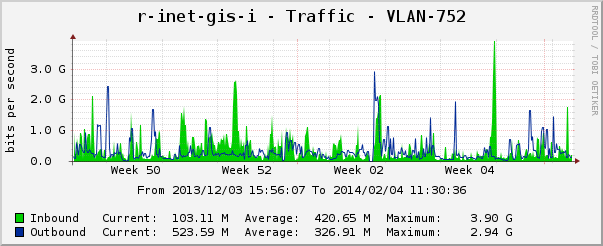 r-inet-gis-i - Traffic - VLAN-752
RRDTOOL / TOBI OETIKER
bits per second
3.0 G
2.0 G
1.0 G
0.0
Week 50 Week 52 Week 02 Week 04
From 2013/12/03 15:56:07 To 2014/02/04 11:30:36
Inbound Current: 103.11 M Average: 420.65 M Maximum: 3.90 G
Outbound Current: 523.59 M Average: 326.91 M Maximum: 2.94 G